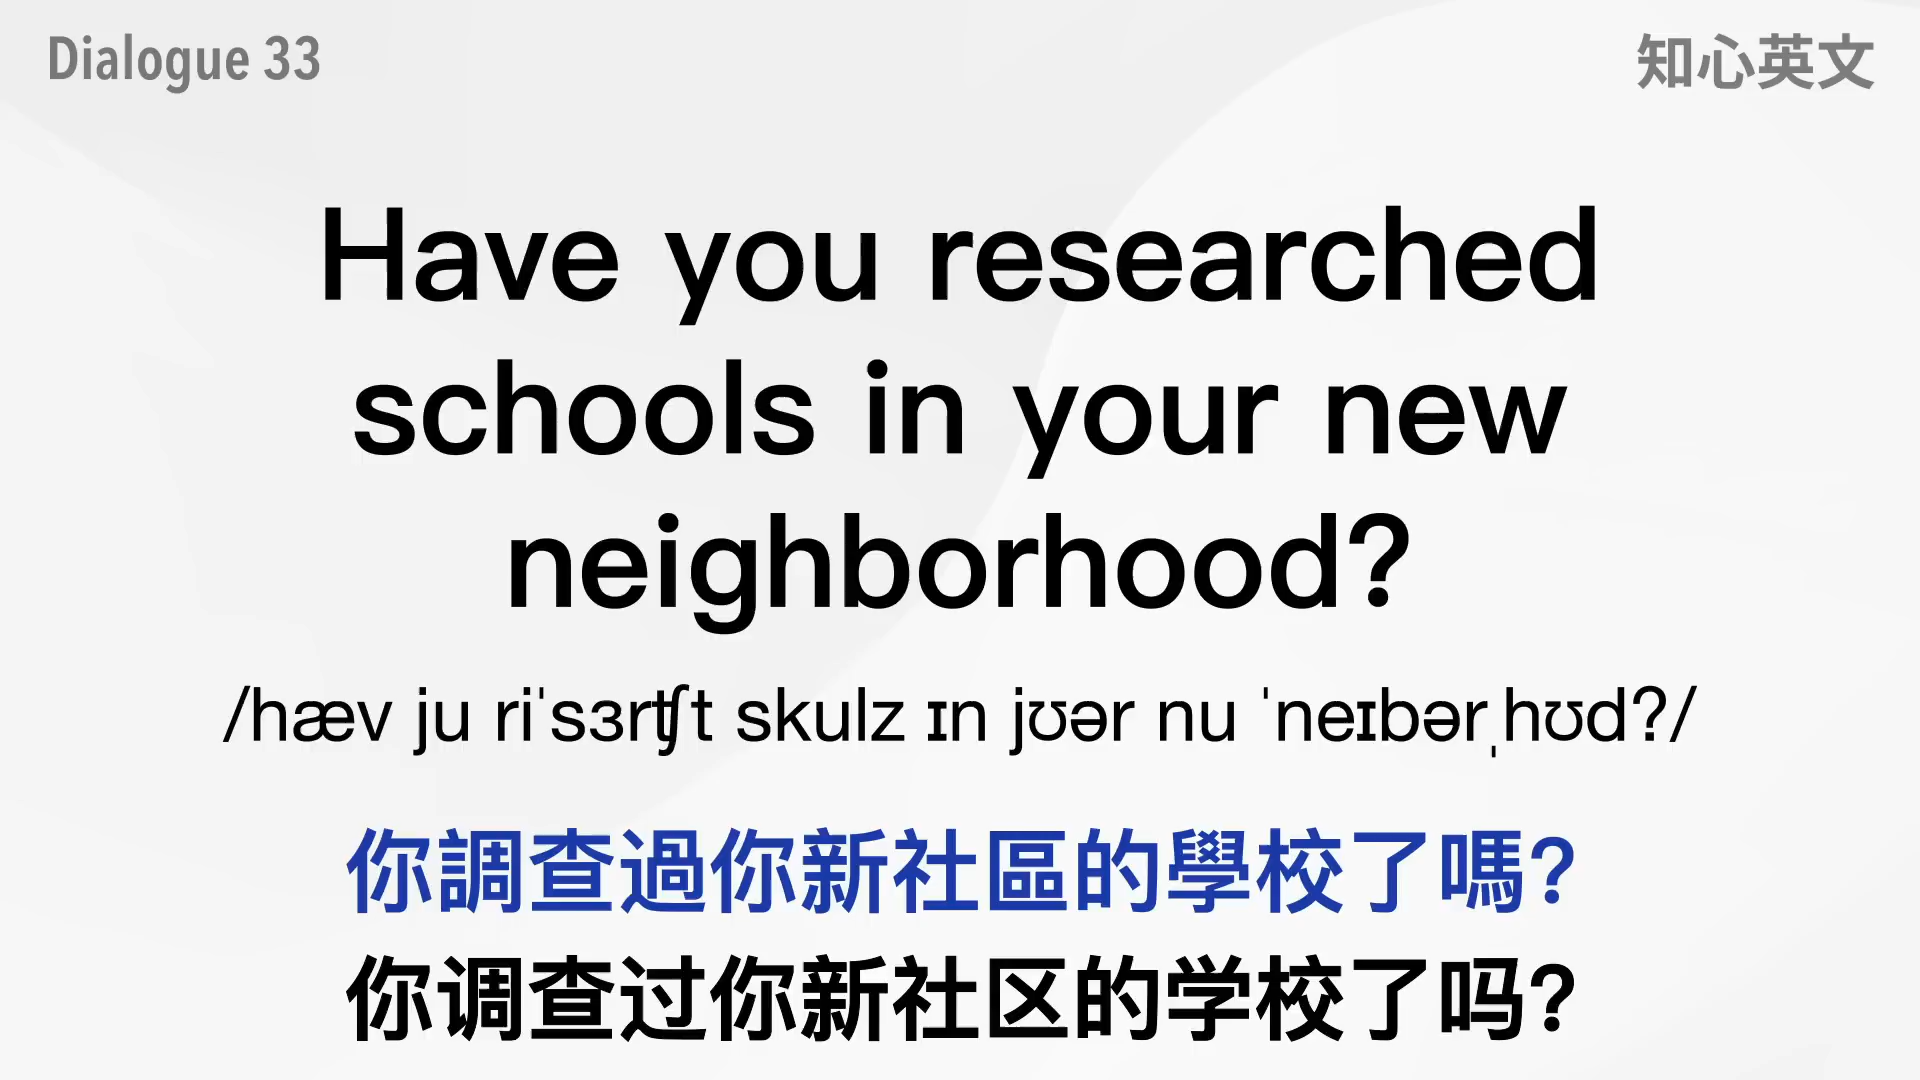 Dialogue 33
知心英文
Have you researched
schools in your new
neighborhood?
/hæv ju riˈsɜrʧt skulz ɪn jʊər nu ˈneɪbərˌhʊd?/
你調查過你新社區的學校了嗎?
你调查过你新社区的学校了吗?